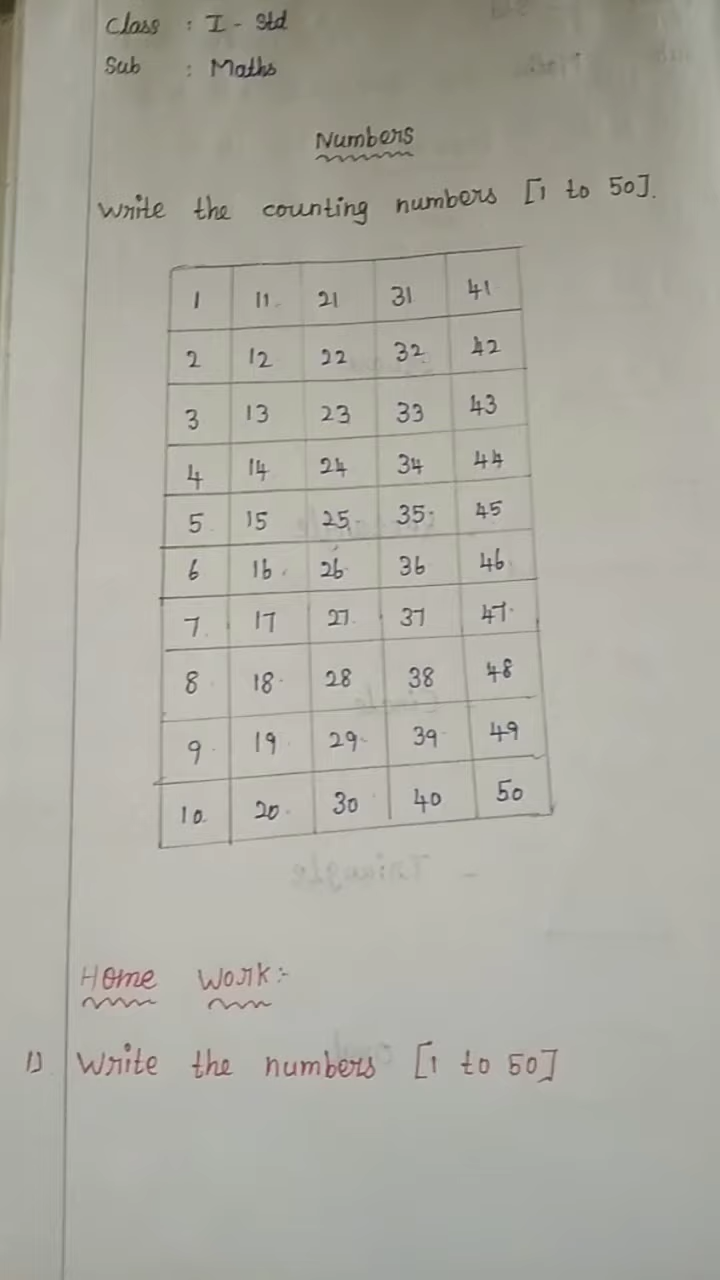 Class : I - Std
Sub : Maths
Numbers
Write the counting numbers [1 to 50].
1 11 21 31 41
2 12 22 32 42
3 13 23 33 43
4 14 24 34 44
5 15 25 35 45
6 16 26 36 46
7 17 27 37 47
8 18 28 38 48
9 19 29 39 49
10 20 30 40 50
- Triangle
Home Work:-
1) Write the numbers [1 to 50]